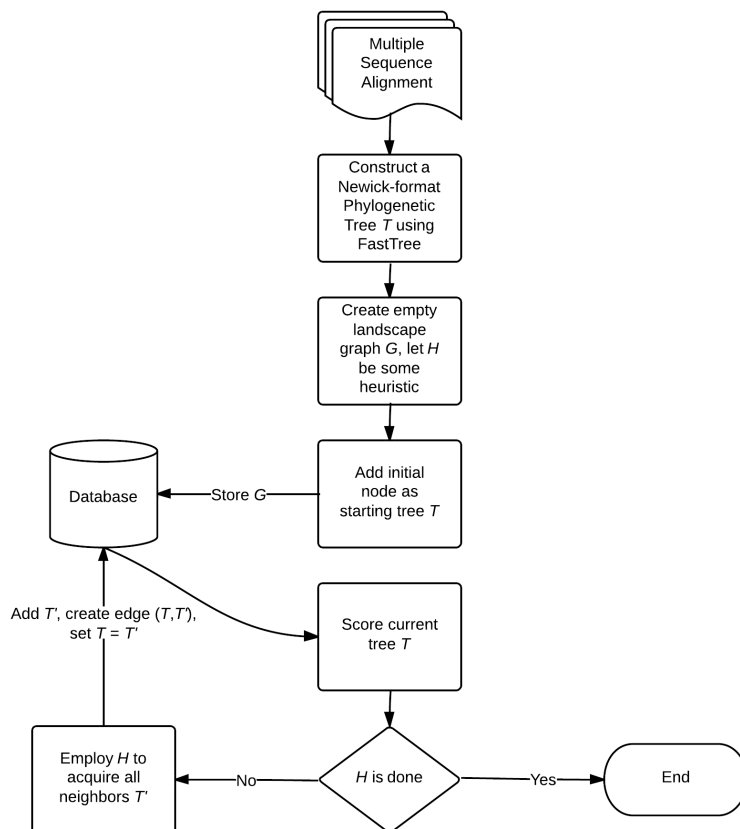 Multiple
Sequence
Alignment
Construct a
Newick-format
Phylogenetic
Tree T using
FastTree
Create empty
landscape
graph G, let H
be some
heuristic
Add initial
node as
starting tree T
Store G
Database
Add T', create edge (T,T'),
set T = T'
Score current
tree T
Employ H to
acquire all
neighbors T'
No
H is done
Yes
End